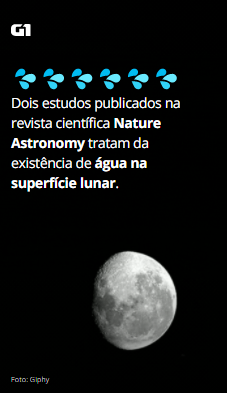 G1
Dois estudos publicados na
revista científica Nature
Astronomy tratam da
existência de água na
superfície lunar.
Foto: Giphy